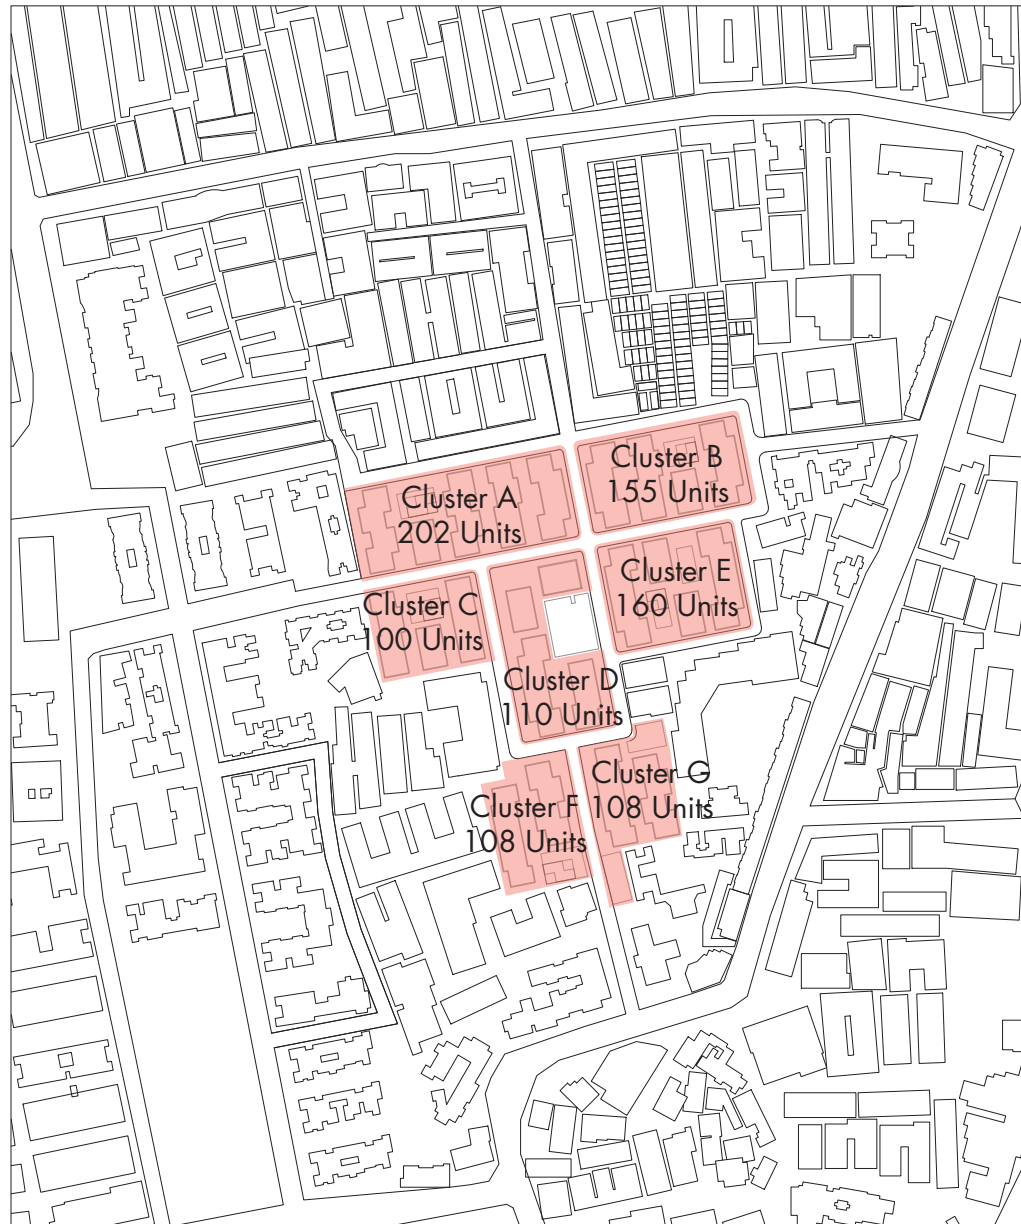 Cluster A
202 Units
Cluster B
155 Units
Cluster C
100 Units
Cluster E
160 Units
Cluster D
110 Units
Cluster F
108 Units
Cluster G
108 Units